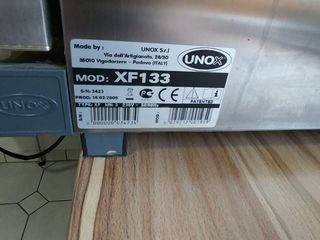 Made by:
UNOX S.r.l
Via dell'Artigianato, 28/30
35010 Vigodarzere - Padova (ITALY)
UNOX
MOD: XF133
S/N: 3423
PROD: 16/02/2009
PATENTED
UNOX